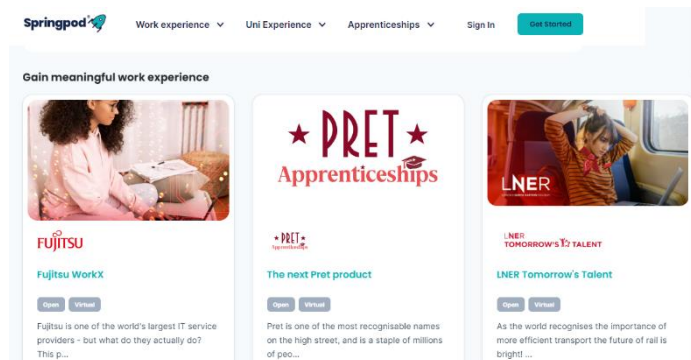 Springpod
Work experience
Uni Experience
Apprenticeships
Sign In
Get Started
Gain meaningful work experience
PRET
Apprenticeships
LNER
FUJITSU
Fujitsu WorkX
Open
Virtual
Fujitsu is one of the world's largest IT service
providers - but what do they actually do?
This p...
PRET
Apprenticeships
The next Pret product
Open
Virtual
Pret is one of the most recognisable names
on the high street, and is a staple of millions
of peo...
LNER
TOMORROW'S TALENT
LNER Tomorrow's Talent
Open
Virtual
As the world recognises the importance of
more efficient transport the future of rail is
bright! ...